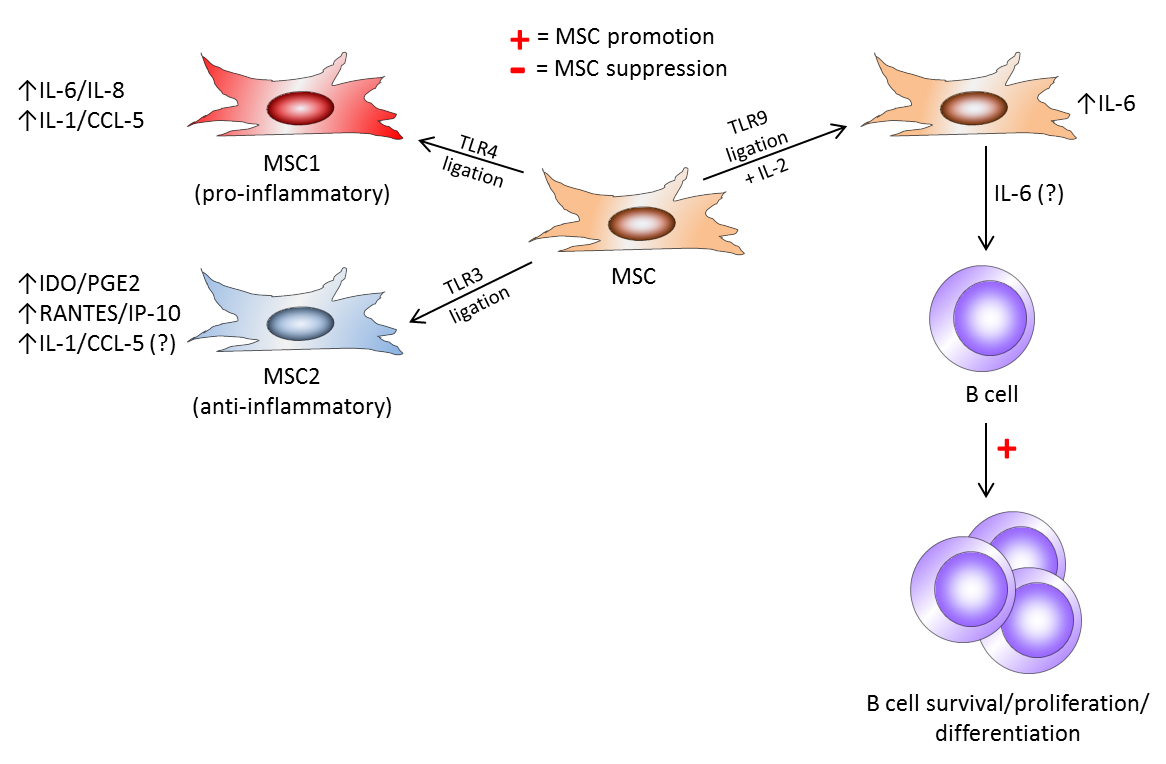 + = MSC promotion
- = MSC suppression
↑IL-6/IL-8
↑IL-1/CCL-5
MSC1
(pro-inflammatory)
TLR4
ligation
TLR9
ligation
+ IL-2
↑IL-6
IL-6 (?)
MSC
TLR3
ligation
↑IDO/PGE2
↑RANTES/IP-10
↑IL-1/CCL-5 (?)
MSC2
(anti-inflammatory)
B cell
+
B cell survival/proliferation/
differentiation